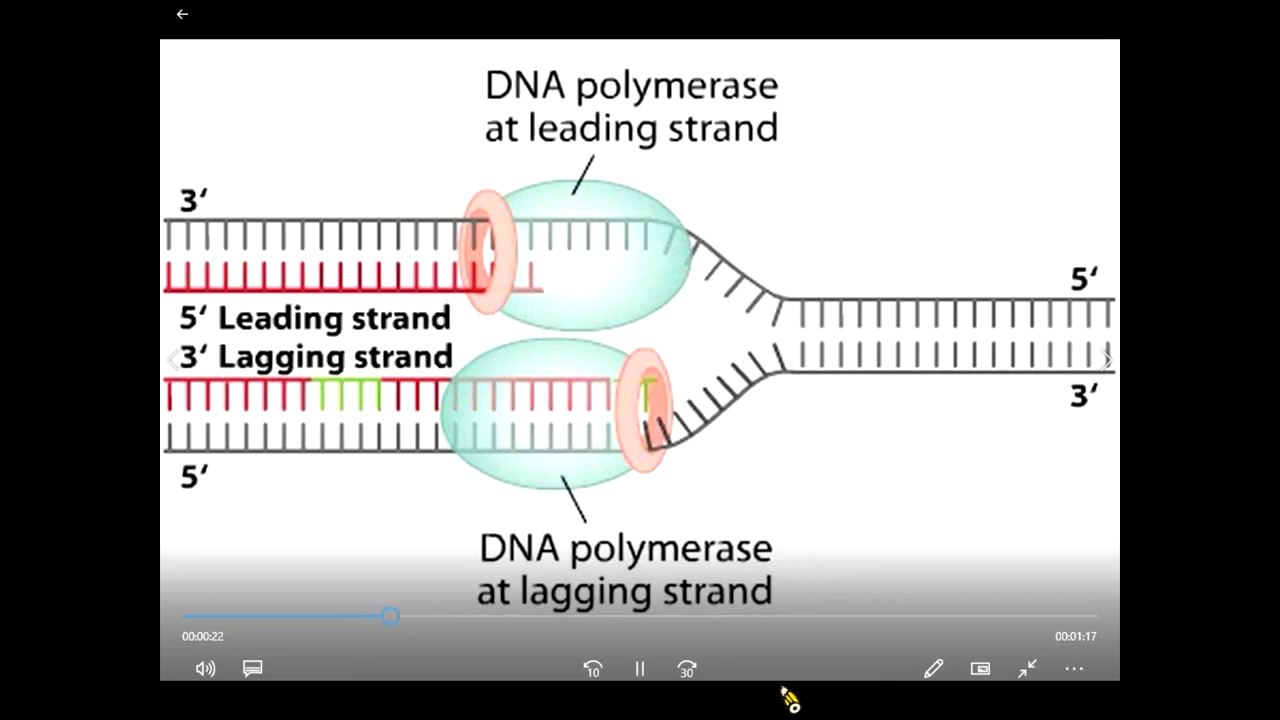 DNA polymerase
at leading strand
3‘
5‘
5‘ Leading strand
3‘ Lagging strand
3‘
5‘
DNA polymerase
at lagging strand
00:00:22
00:01:17
10
30